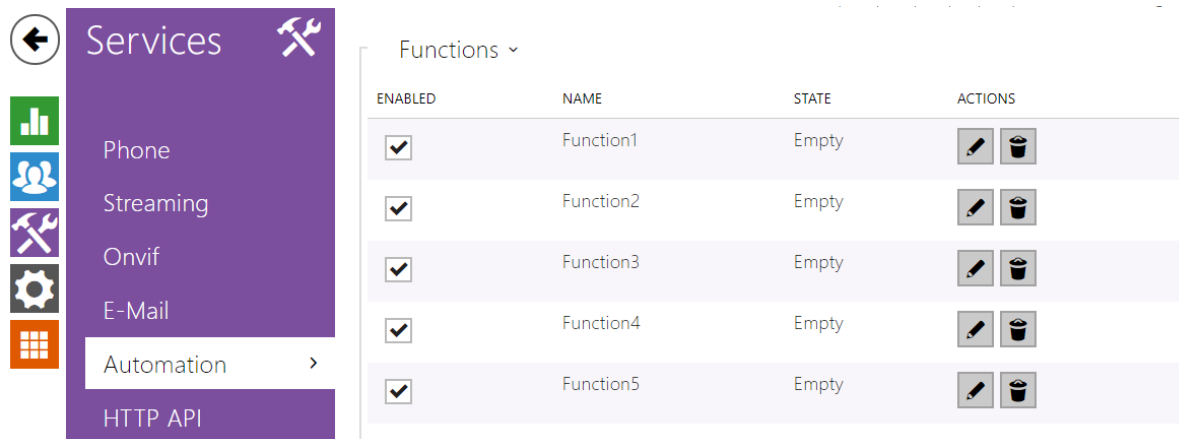 Services
Phone
Streaming
Onvif
E-Mail
Automation
HTTP API
Functions
ENABLED NAME STATE ACTIONS
Function1 Empty
Function2 Empty
Function3 Empty
Function4 Empty
Function5 Empty